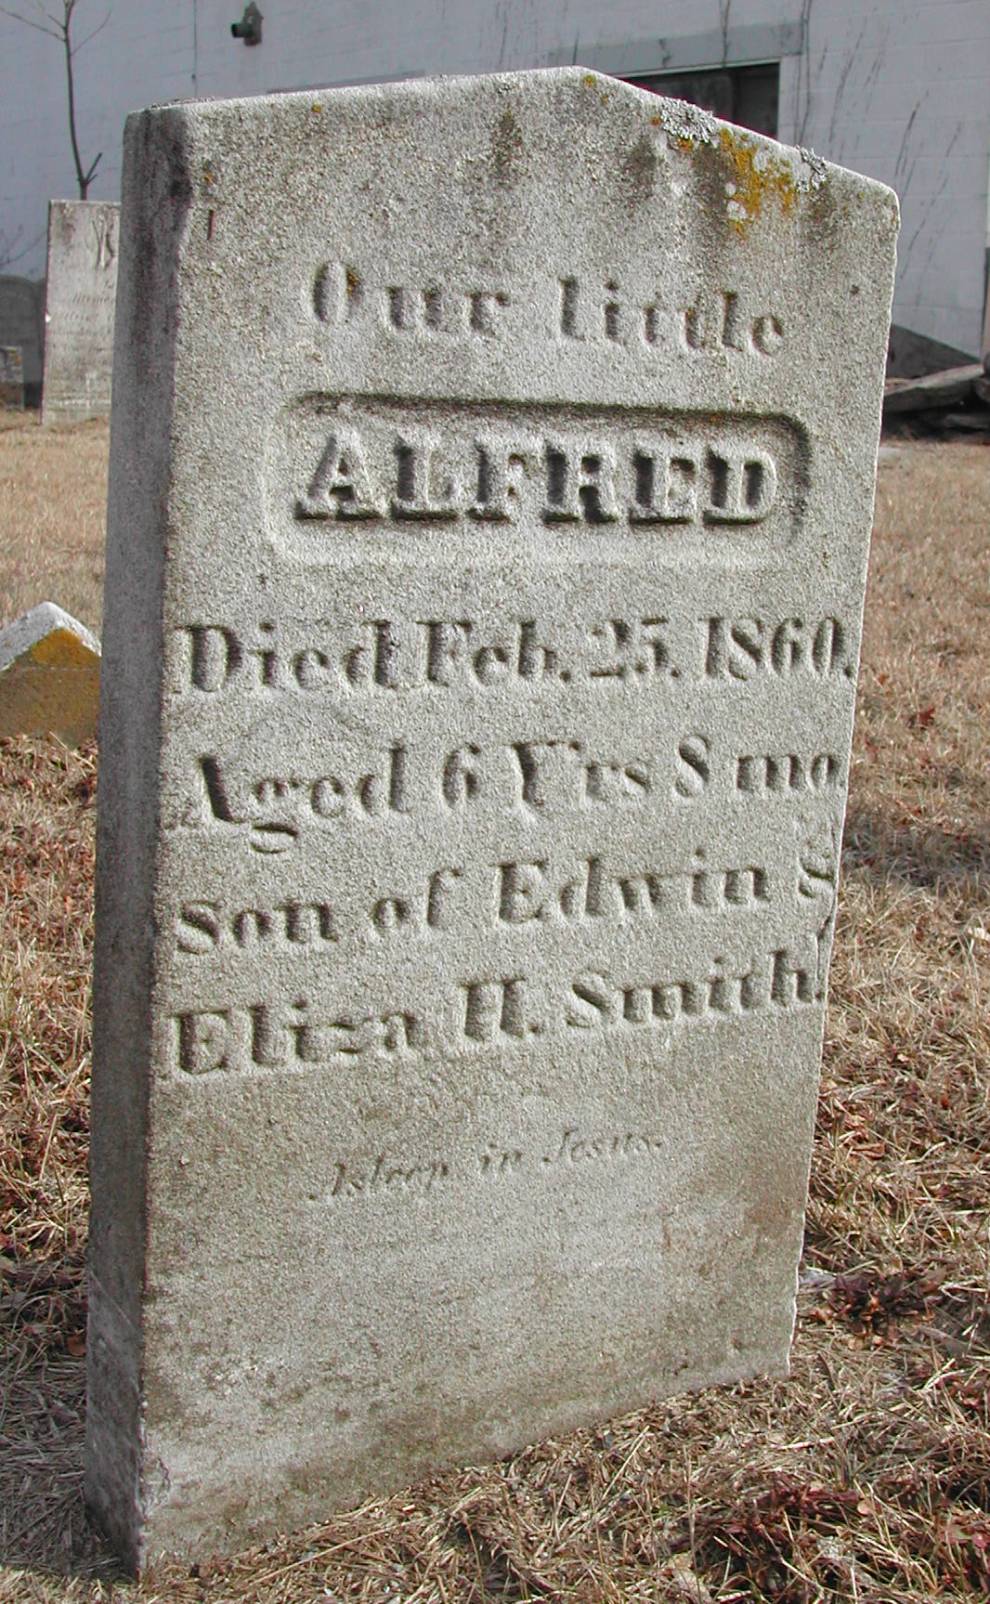 Our little
ALFRED
Died Feb. 25. 1860.
Aged 6 Yrs 8 mo
son of Edwin &
Eliza H. Smith.
Asleep in Jesus.